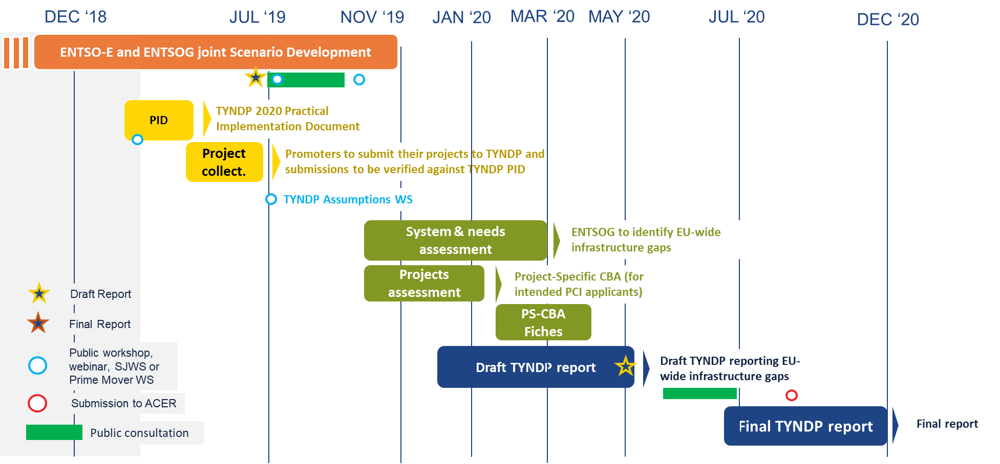 DEC ‘18
JUL ‘19
NOV ‘19
JAN ‘20
MAR ‘20
MAY ‘20
JUL ‘20
DEC ‘20
ENTSO-E and ENTSOG joint Scenario Development
PID
TYNDP 2020 Practical
Implementation Document
Project
collect.
Promoters to submit their projects to TYNDP and
submissions to be verified against TYNDP PID
TYNDP Assumptions WS
System & needs
assessment
ENTSOG to identify EU-wide
infrastructure gaps
Projects
assessment
Project-Specific CBA (for
intended PCI applicants)
PS-CBA
Fiches
Draft TYNDP report
Draft TYNDP reporting EU-
wide infrastructure gaps
Final TYNDP report
Final report
Draft Report
Final Report
Public workshop,
webinar, SJWS or
Prime Mover WS
Submission to ACER
Public consultation